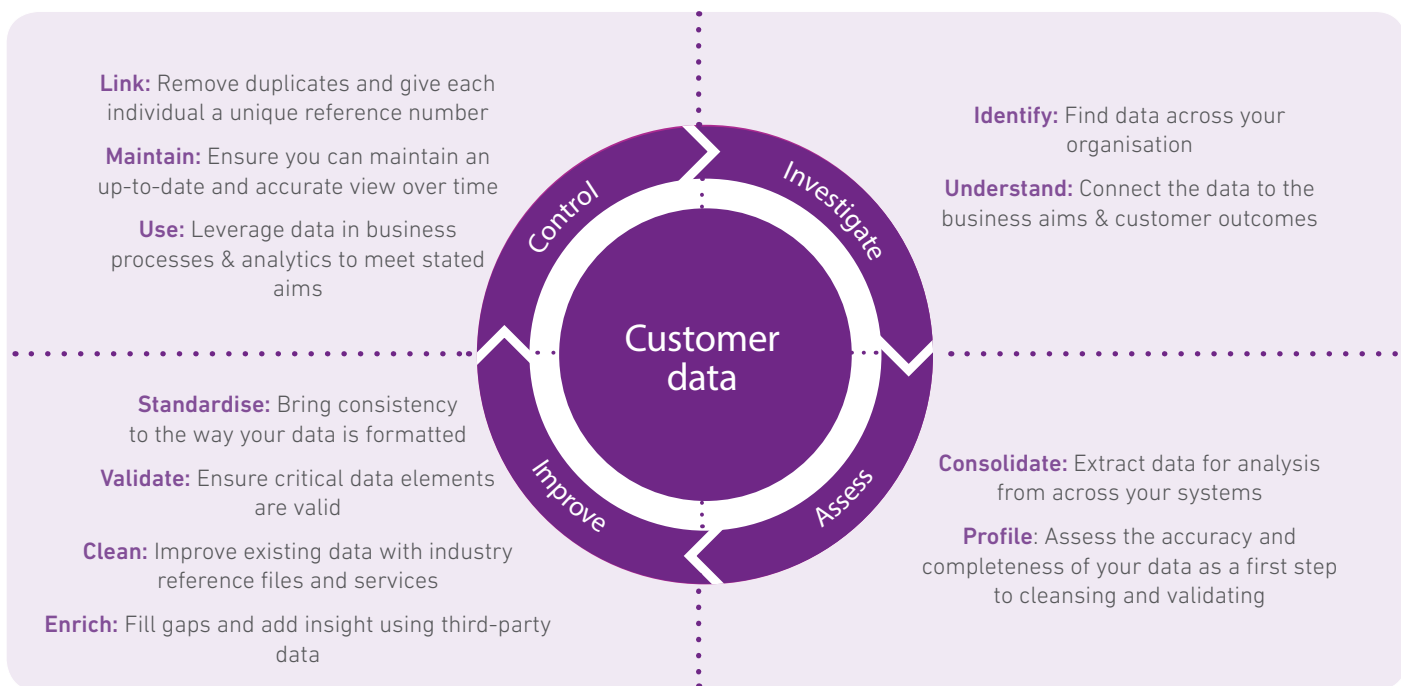 Link: Remove duplicates and give each
individual a unique reference number
Maintain: Ensure you can maintain an
up-to-date and accurate view over time
Use: Leverage data in business
processes & analytics to meet stated
aims
Identify: Find data across your
organisation
Understand: Connect the data to the
business aims & customer outcomes
Control
Investigate
Customer
data
Improve
Assess
Standardise: Bring consistency
to the way your data is formatted
Validate: Ensure critical data elements
are valid
Clean: Improve existing data with industry
reference files and services
Enrich: Fill gaps and add insight using third-party
data
Consolidate: Extract data for analysis
from across your systems
Profile: Assess the accuracy and
completeness of your data as a first step
to cleansing and validating